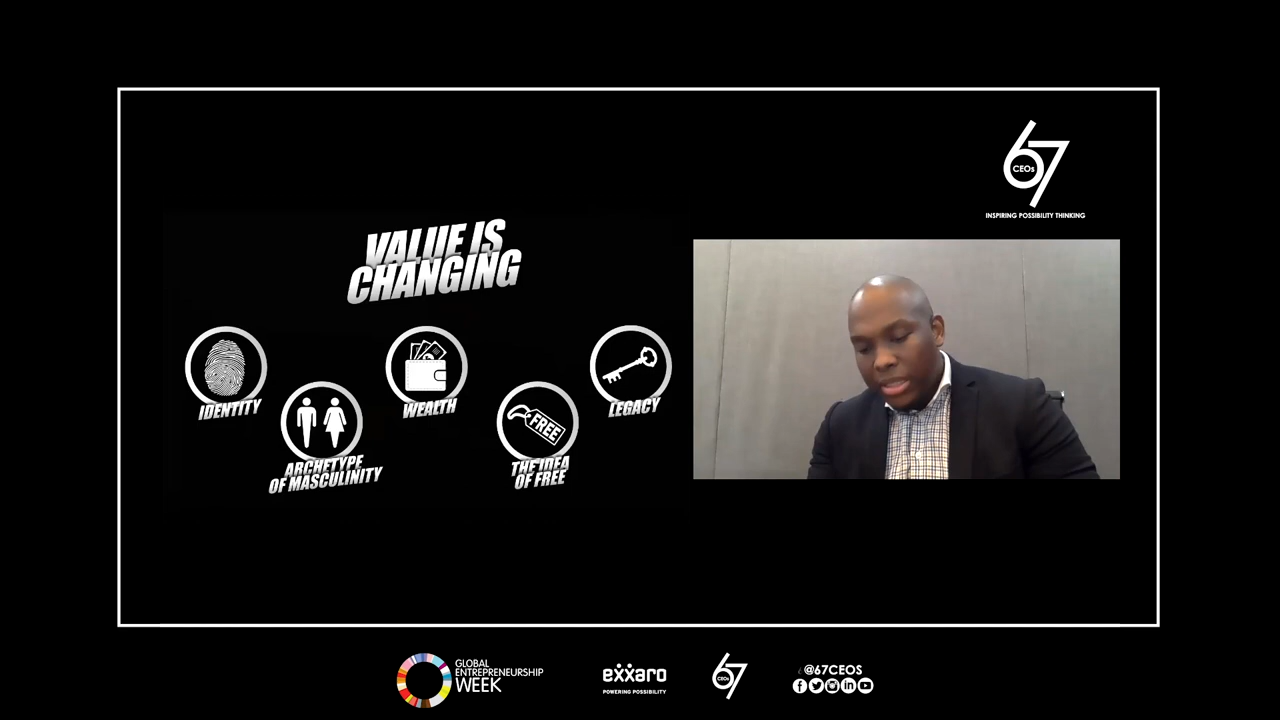 67
CEOs
INSPIRING POSSIBILITY THINKING
VALUE IS
CHANGING
IDENTITY
ARCHETYPE
OF MASCULINITY
WEALTH
FREE
THE IDEA
OF FREE
LEGACY
GLOBAL
ENTREPRENEURSHIP
WEEK
exxaro
POWERING POSSIBILITY
67
CEOs
@67CEOS